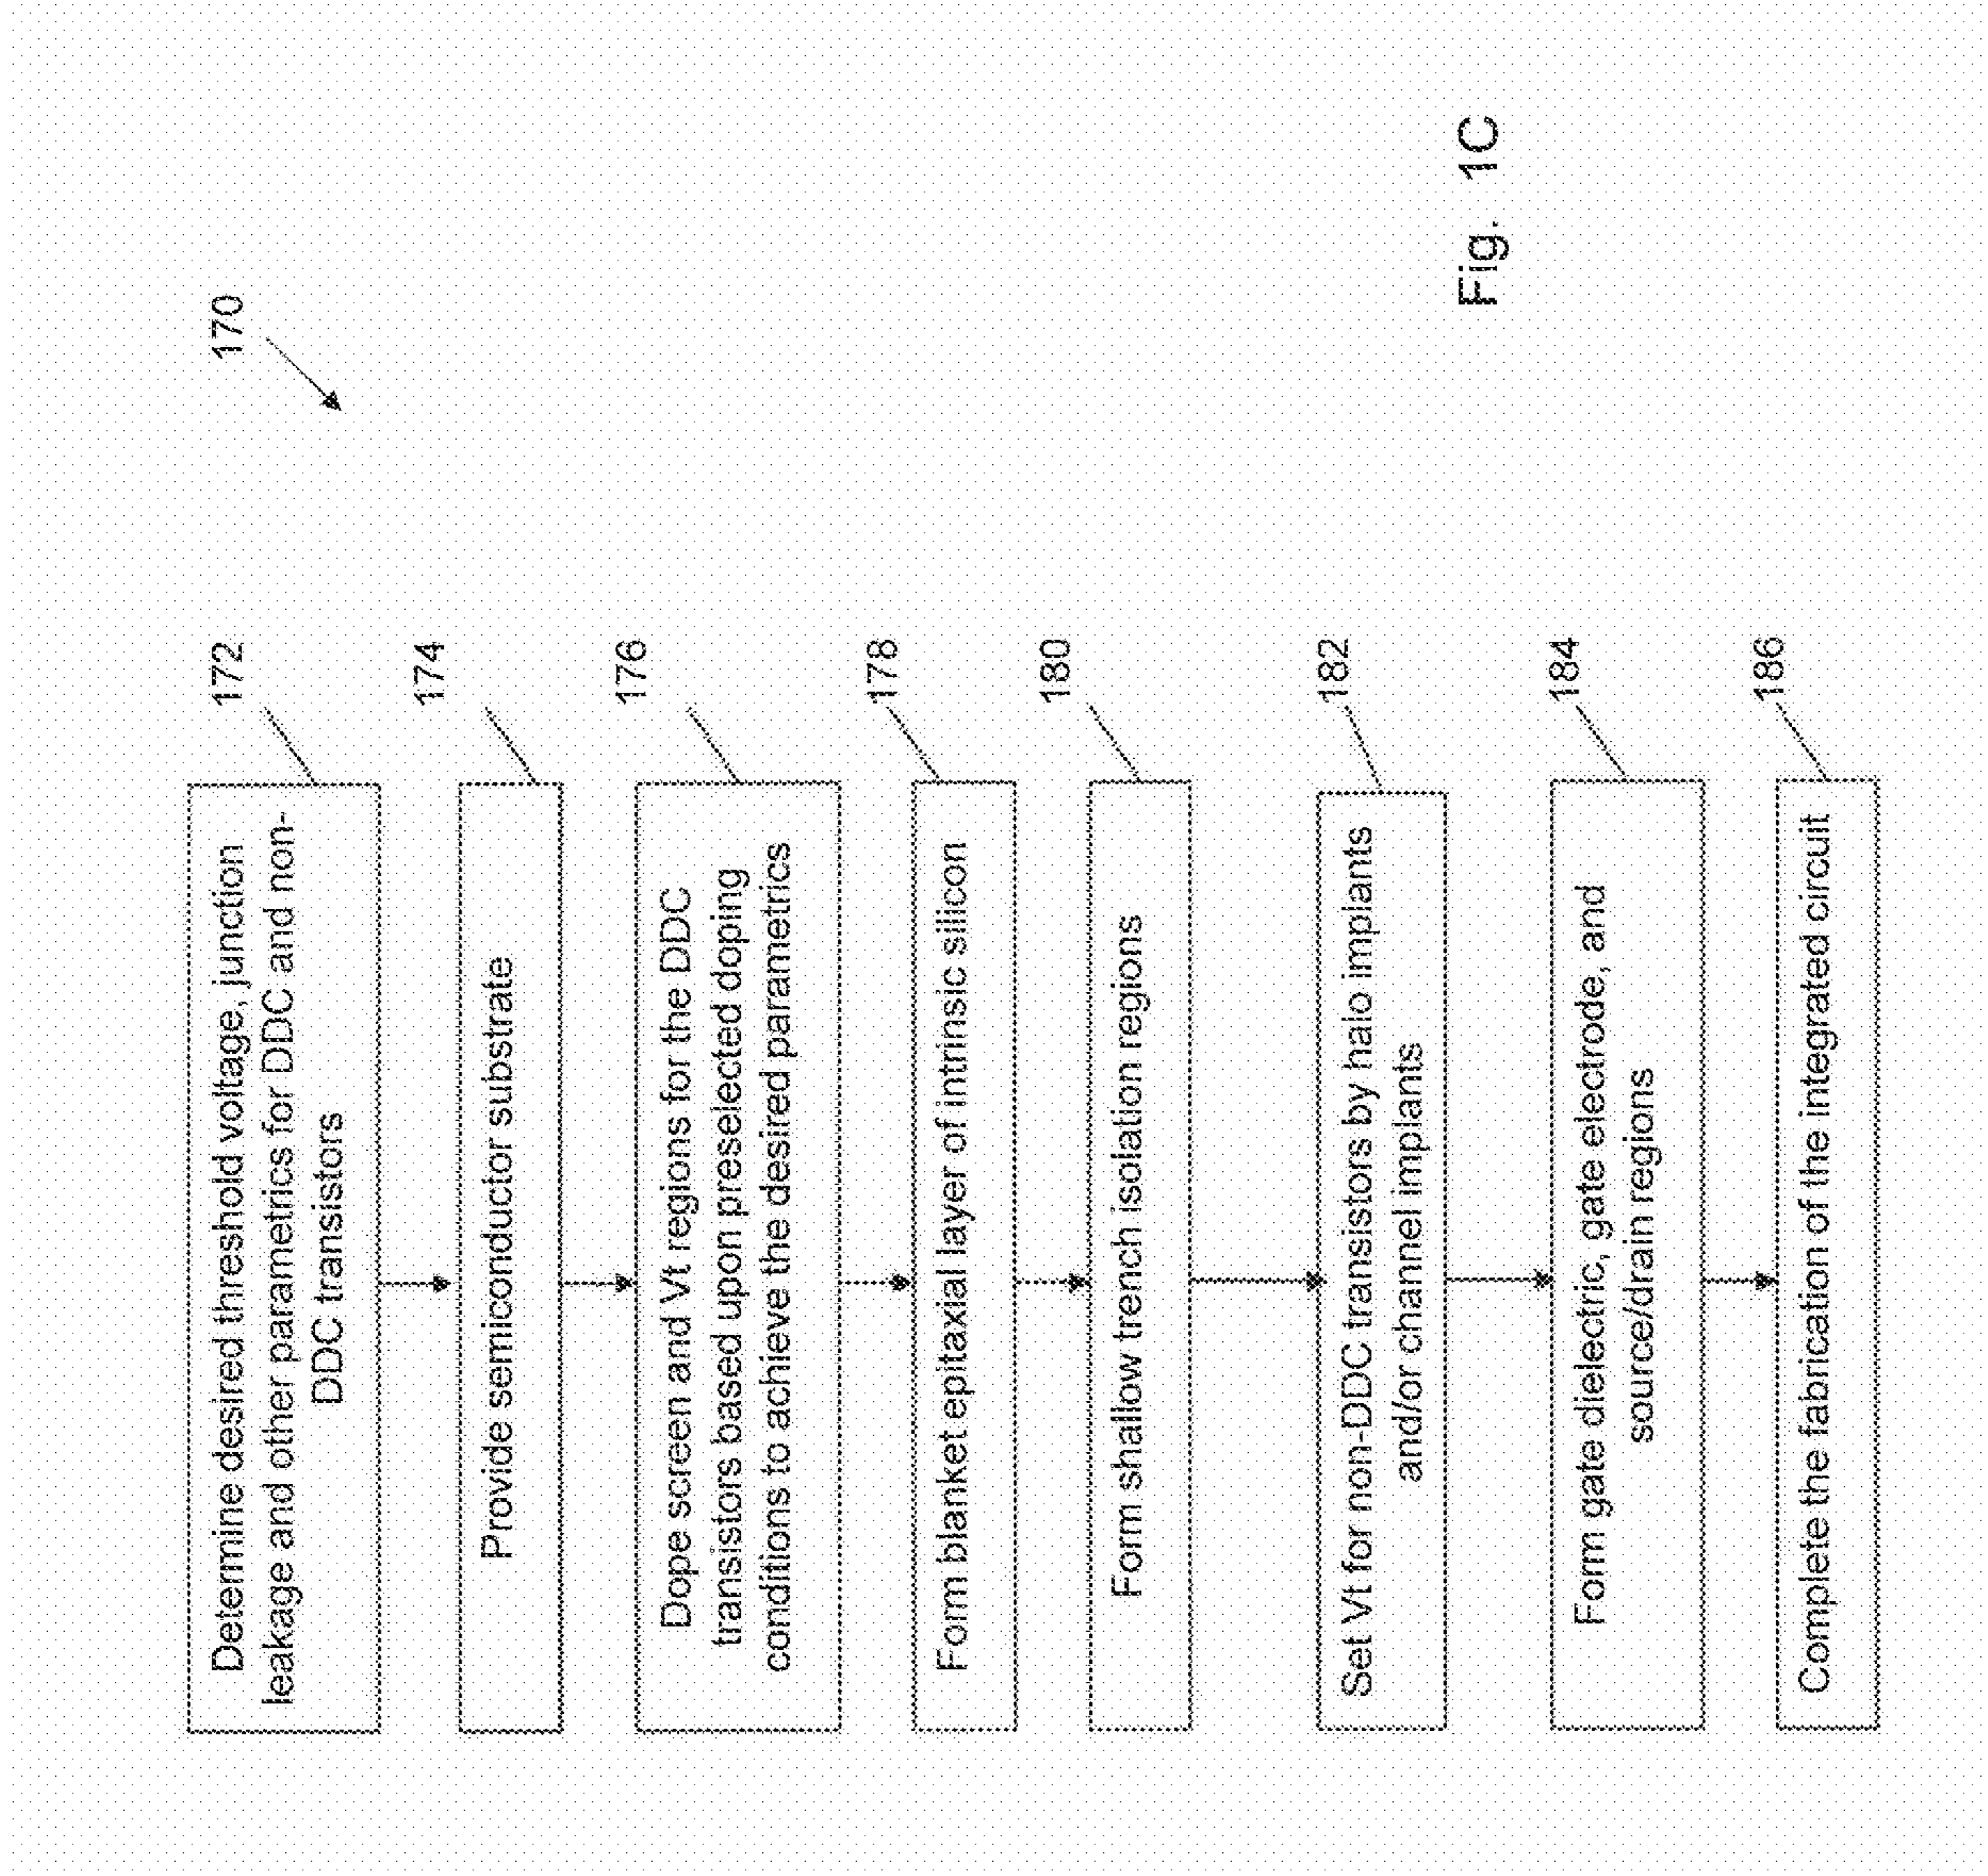 170
172
Determine desired threshold voltage, junction
leakage and other parametrics for DDC and non-
DDC transistors
174
Provide semiconductor substrate
176
Dope screen and Vt regions for the DDC
transistors based upon preselected doping
conditions to achieve the desired parametrics
178
Form blanket epitaxial layer of intrinsic silicon
180
Form shallow trench isolation regions
182
Set Vt for non-DDC transistors by halo implants
and/or channel implants
184
Form gate dielectric, gate electrode, and
source/drain regions
186
Complete the fabrication of the integrated circuit
Fig. 1C